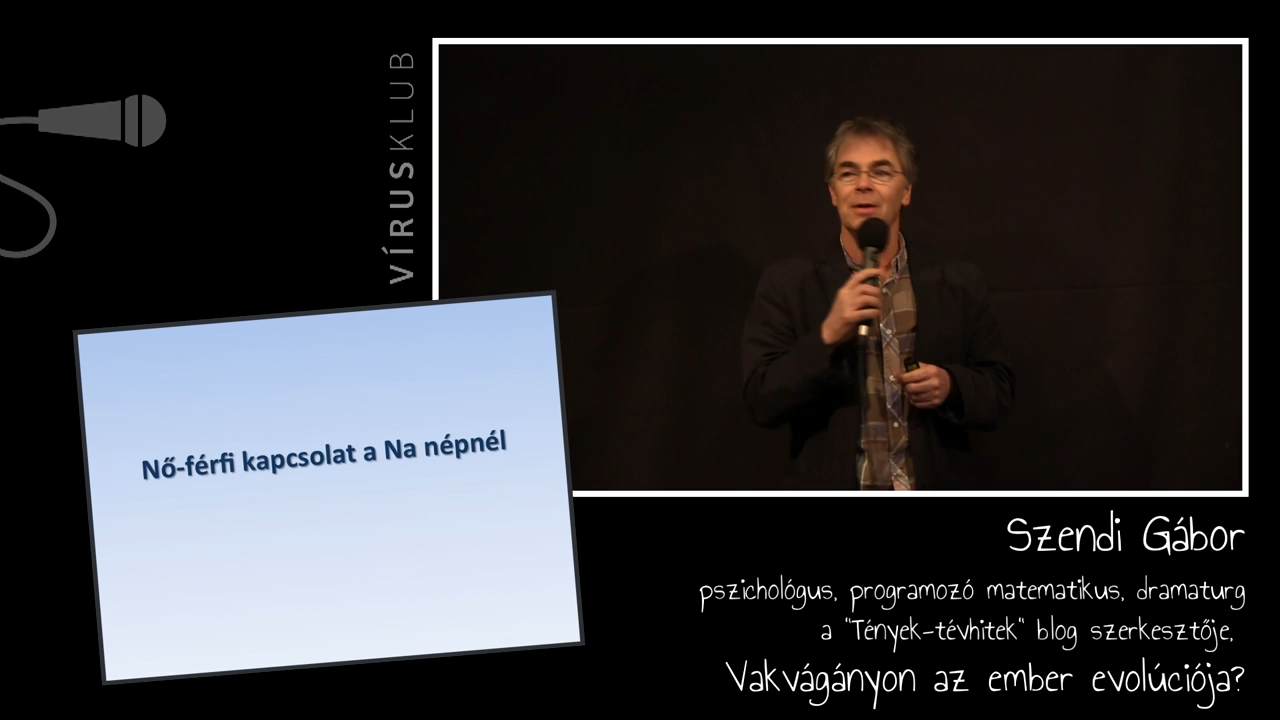 VÍRUSKLUB
Nő-férfi kapcsolat a Na népnél
Szendi Gábor
pszichológus, programozó matematikus, dramaturg
a "Tények-tévhitek" blog szerkesztője,
Vakvágányon az ember evolúciója?